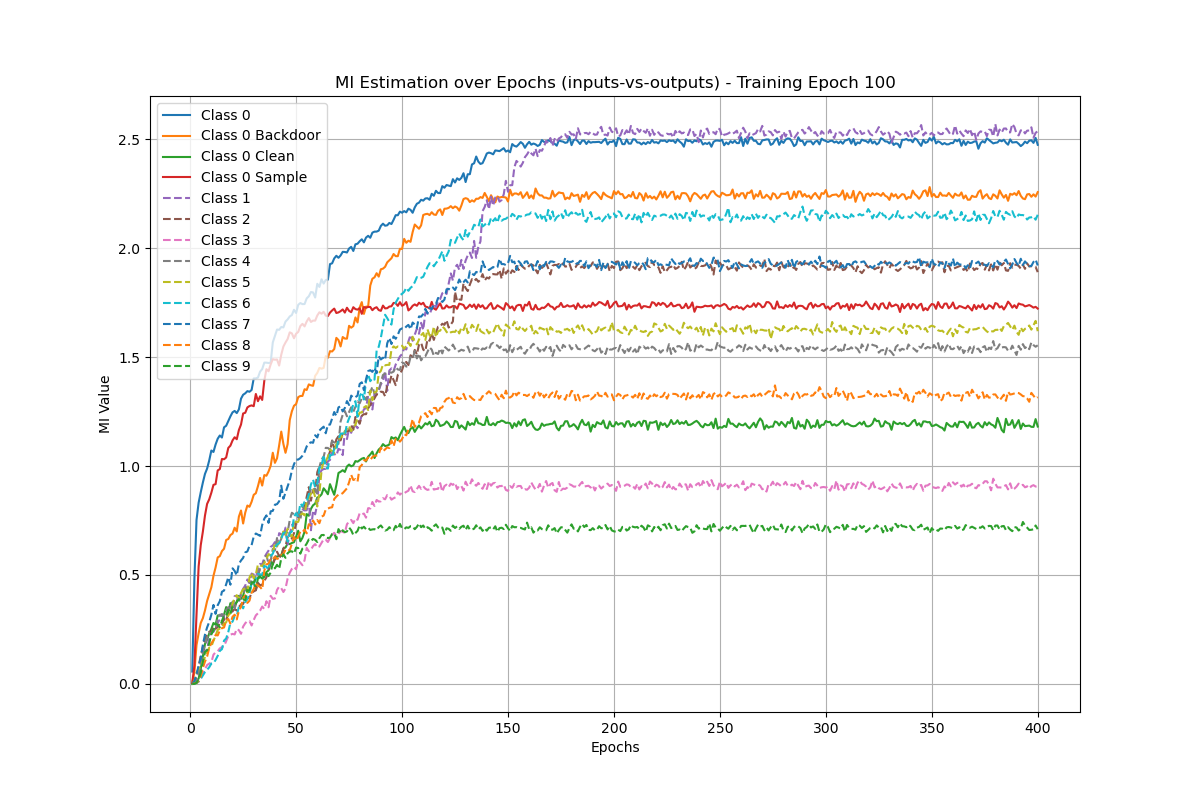 MI Estimation over Epochs (inputs-vs-outputs) - Training Epoch 100
Class 0
Class 0 Backdoor
Class 0 Clean
Class 0 Sample
Class 1
Class 2
Class 3
Class 4
Class 5
Class 6
Class 7
Class 8
Class 9
MI Value
2.5
2.0
1.5
1.0
0.5
0.0
0 50 100 150 200 250 300 350 400
Epochs